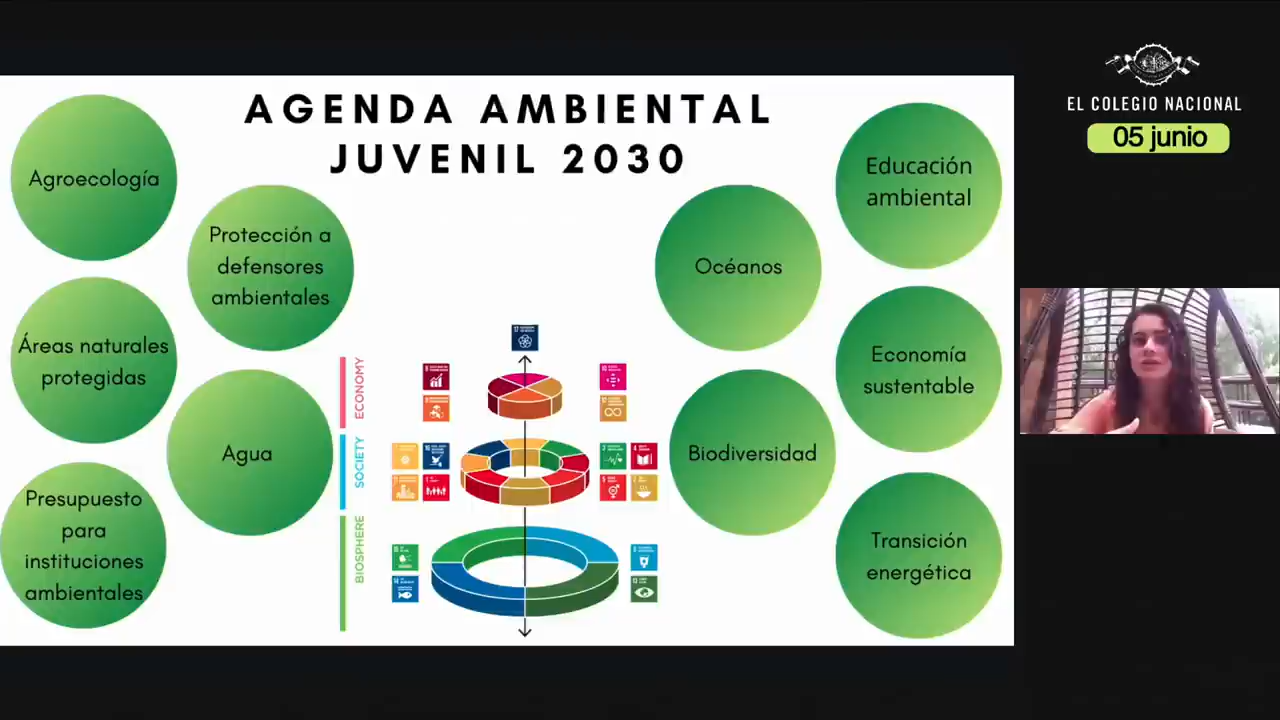 AGENDA AMBIENTAL
JUVENIL 2030
Agroecología
Protección a
defensores
ambientales
Áreas naturales
protegidas
Agua
Presupuesto
para
instituciones
ambientales
ECONOMY
SOCIETY
BIOSPHERE
Océanos
Biodiversidad
Educación
ambiental
Economía
sustentable
Transición
energética
EL COLEGIO NACIONAL
05 junio